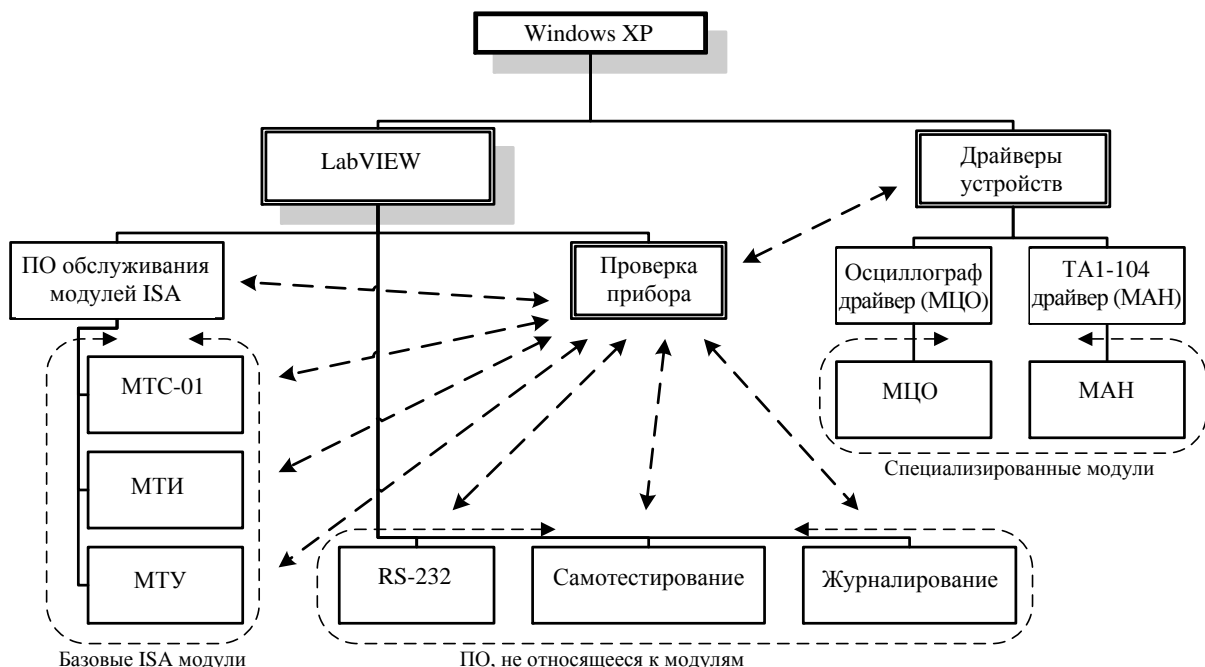 Windows XP
LabVIEW
Драйверы
устройств
ПО обслуживания
модулей ISA
Проверка
прибора
Осциллограф
драйвер (МЦО)
ТА1-104
драйвер (МАН)
МТС-01
МЦО
МАН
Специализированные модули
МТИ
МТУ
RS-232
Самотестирование
Журналирование
Базовые ISA модули
ПО, не относящееся к модулям